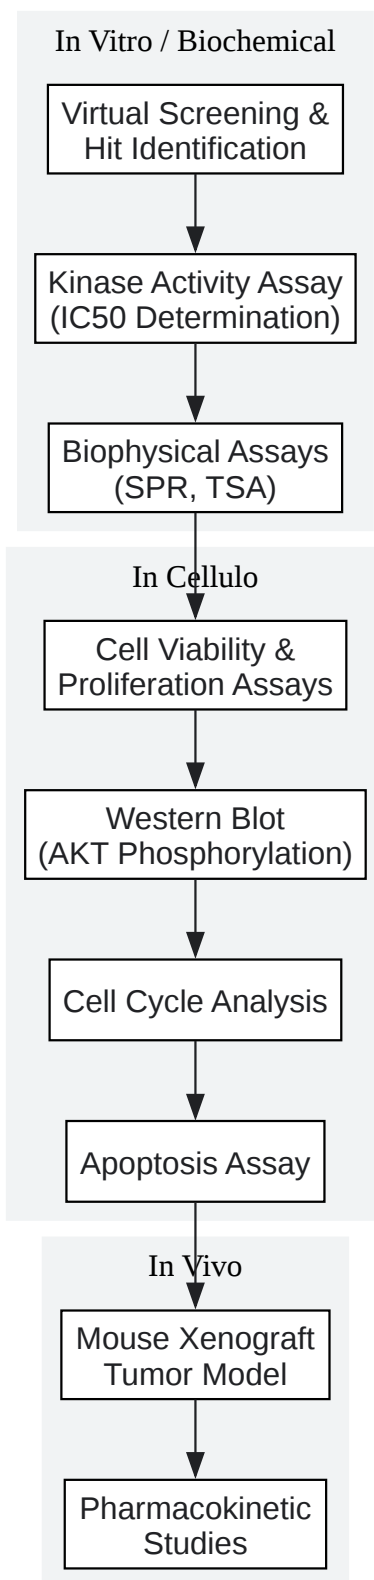 In Vitro / Biochemical
Virtual Screening &
Hit Identification
Kinase Activity Assay
(IC50 Determination)
Biophysical Assays
(SPR, TSA)
In Cellulo
Cell Viability &
Proliferation Assays
Western Blot
(AKT Phosphorylation)
Cell Cycle Analysis
Apoptosis Assay
In Vivo
Mouse Xenograft
Tumor Model
Pharmacokinetic
Studies